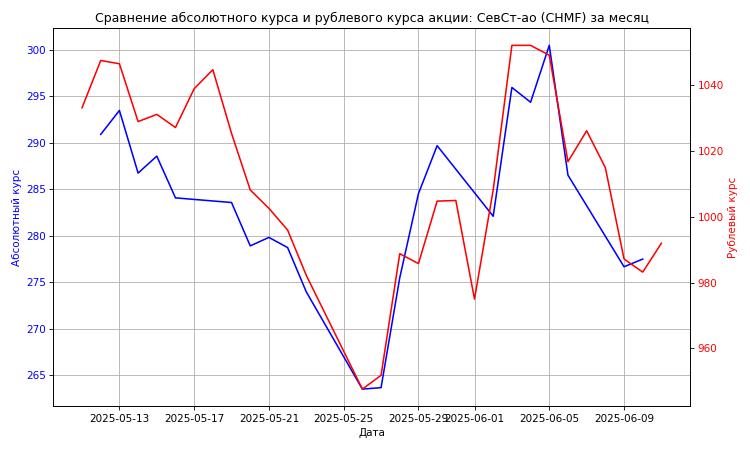 Сравнение абсолютного курса и рублевого курса акции: СевСт-ао (CHMF) за месяц
Абсолютный курс
300
295
290
285
280
275
270
265
1040
1020
1000
980
960
Рублевый курс
2025-05-13 2025-05-17 2025-05-21 2025-05-25 2025-05-29 2025-06-01 2025-06-05 2025-06-09
Дата